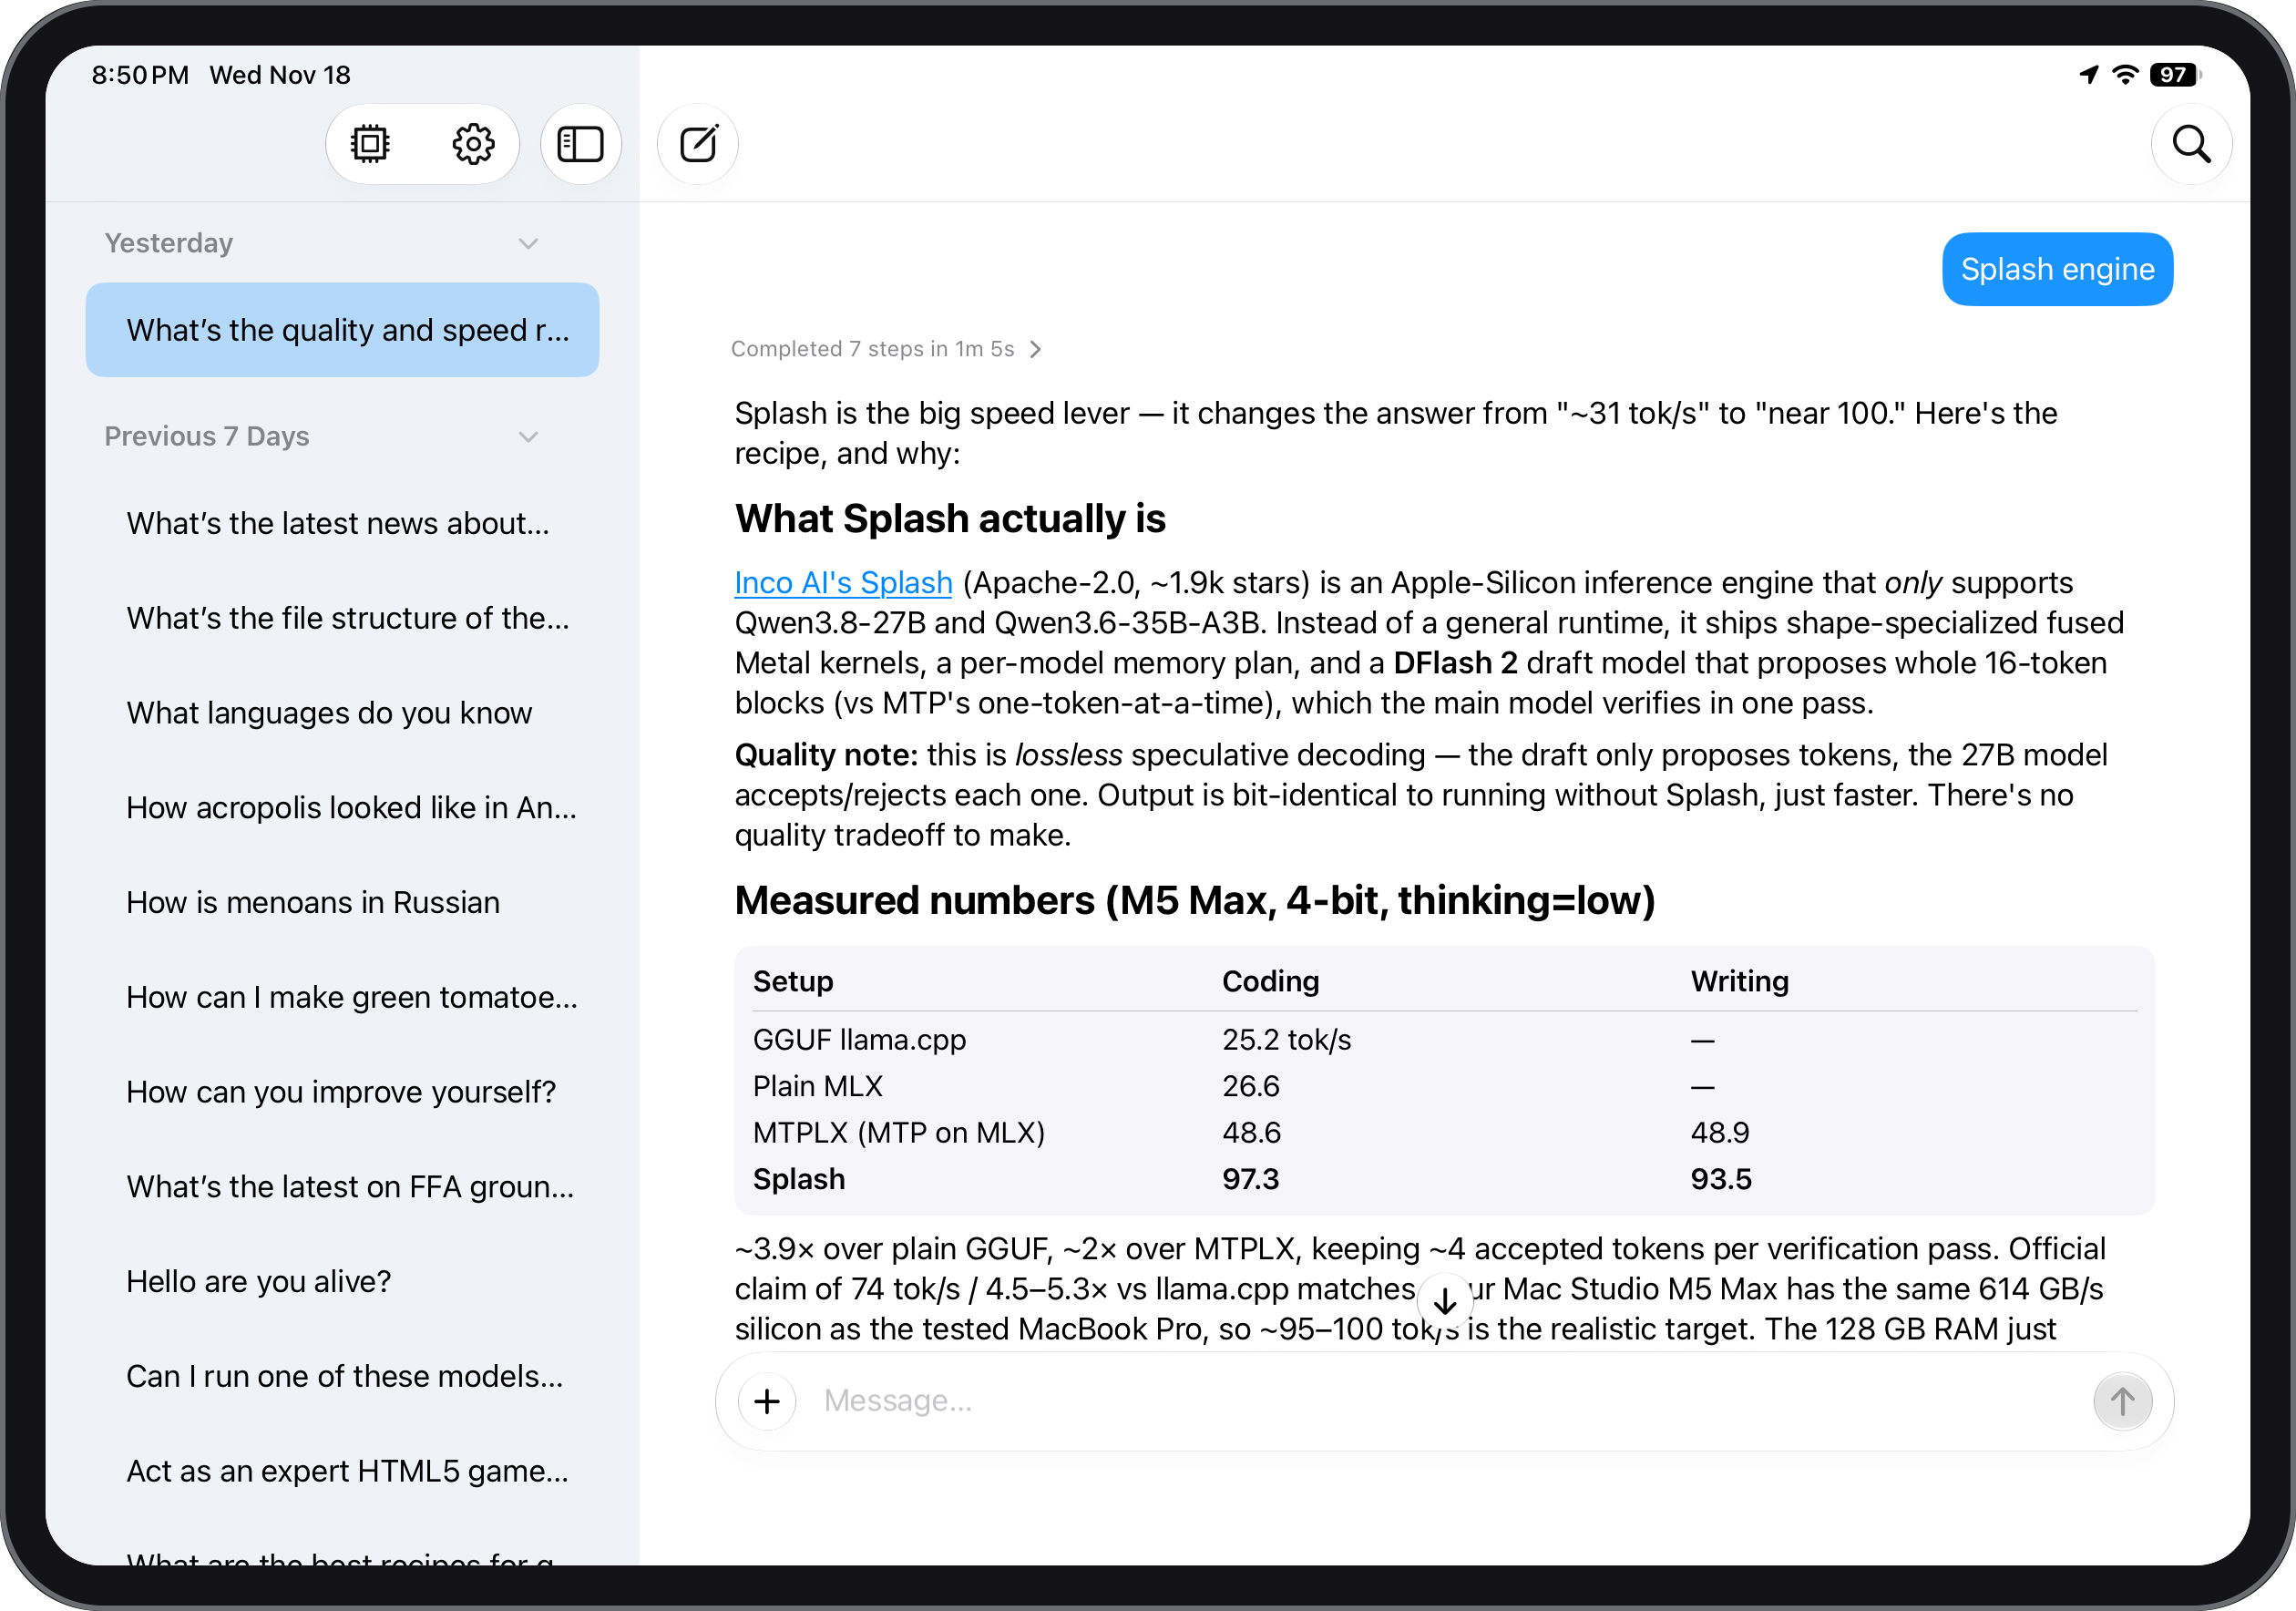 8:50 PM Wed Nov 18
97
Yesterday
What's the quality and speed r...
Previous 7 Days
What's the latest news about...
What's the file structure of the...
What languages do you know
How acropolis looked like in An...
How is menoans in Russian
How can I make green tomatoe...
How can you improve yourself?
What's the latest on FFA groun...
Hello are you alive?
Can I run one of these models...
Act as an expert HTML5 game...
What are the best recipes for g
Splash engine
Completed 7 steps in 1m 5s
Splash is the big speed lever — it changes the answer from "~31 tok/s" to "near 100." Here's the
recipe, and why:
What Splash actually is
Inco AI's Splash (Apache-2.0, ~1.9k stars) is an Apple-Silicon inference engine that only supports
Qwen3.8-27B and Qwen3.6-35B-A3B. Instead of a general runtime, it ships shape-specialized fused
Metal kernels, a per-model memory plan, and a DFlash 2 draft model that proposes whole 16-token
blocks (vs MTP's one-token-at-a-time), which the main model verifies in one pass.
Quality note: this is lossless speculative decoding — the draft only proposes tokens, the 27B model
accepts/rejects each one. Output is bit-identical to running without Splash, just faster. There's no
quality tradeoff to make.
Measured numbers (M5 Max, 4-bit, thinking=low)
Setup Coding Writing
GGUF llama.cpp 25.2 tok/s —
Plain MLX 26.6 —
MTPLX (MTP on MLX) 48.6 48.9
Splash 97.3 93.5
~3.9× over plain GGUF, ~2× over MTPLX, keeping ~4 accepted tokens per verification pass. Official
claim of 74 tok/s / 4.5–5.3× vs llama.cpp matches ur Mac Studio M5 Max has the same 614 GB/s
silicon as the tested MacBook Pro, so ~95–100 tok/s is the realistic target. The 128 GB RAM just
Message...